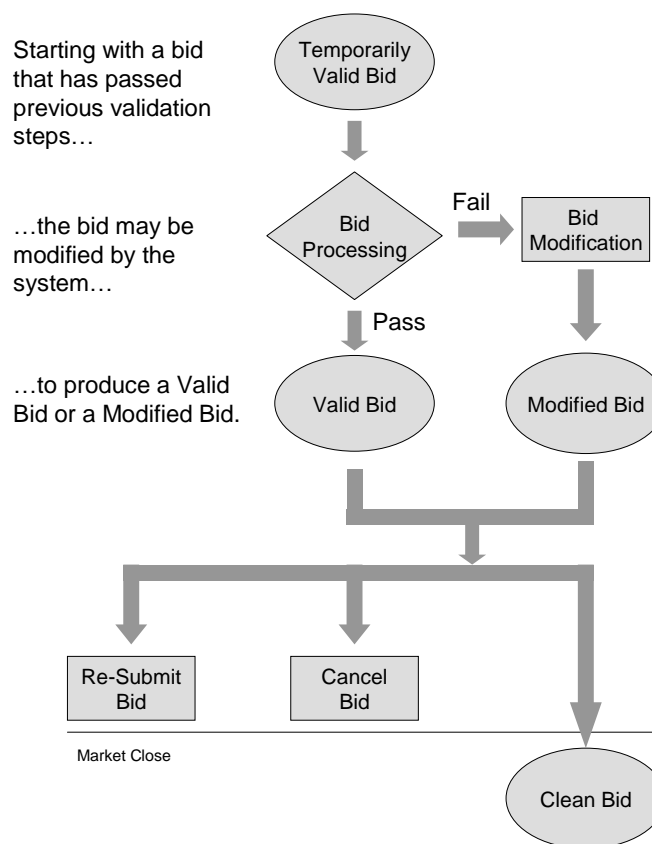 Starting with a bid
that has passed
previous validation
steps…
Temporarily
Valid Bid
…the bid may be
modified by the
system…
Bid
Processing
Fail
Bid
Modification
Pass
…to produce a Valid
Bid or a Modified Bid.
Valid Bid
Modified Bid
Re-Submit
Bid
Cancel
Bid
Market Close
Clean Bid